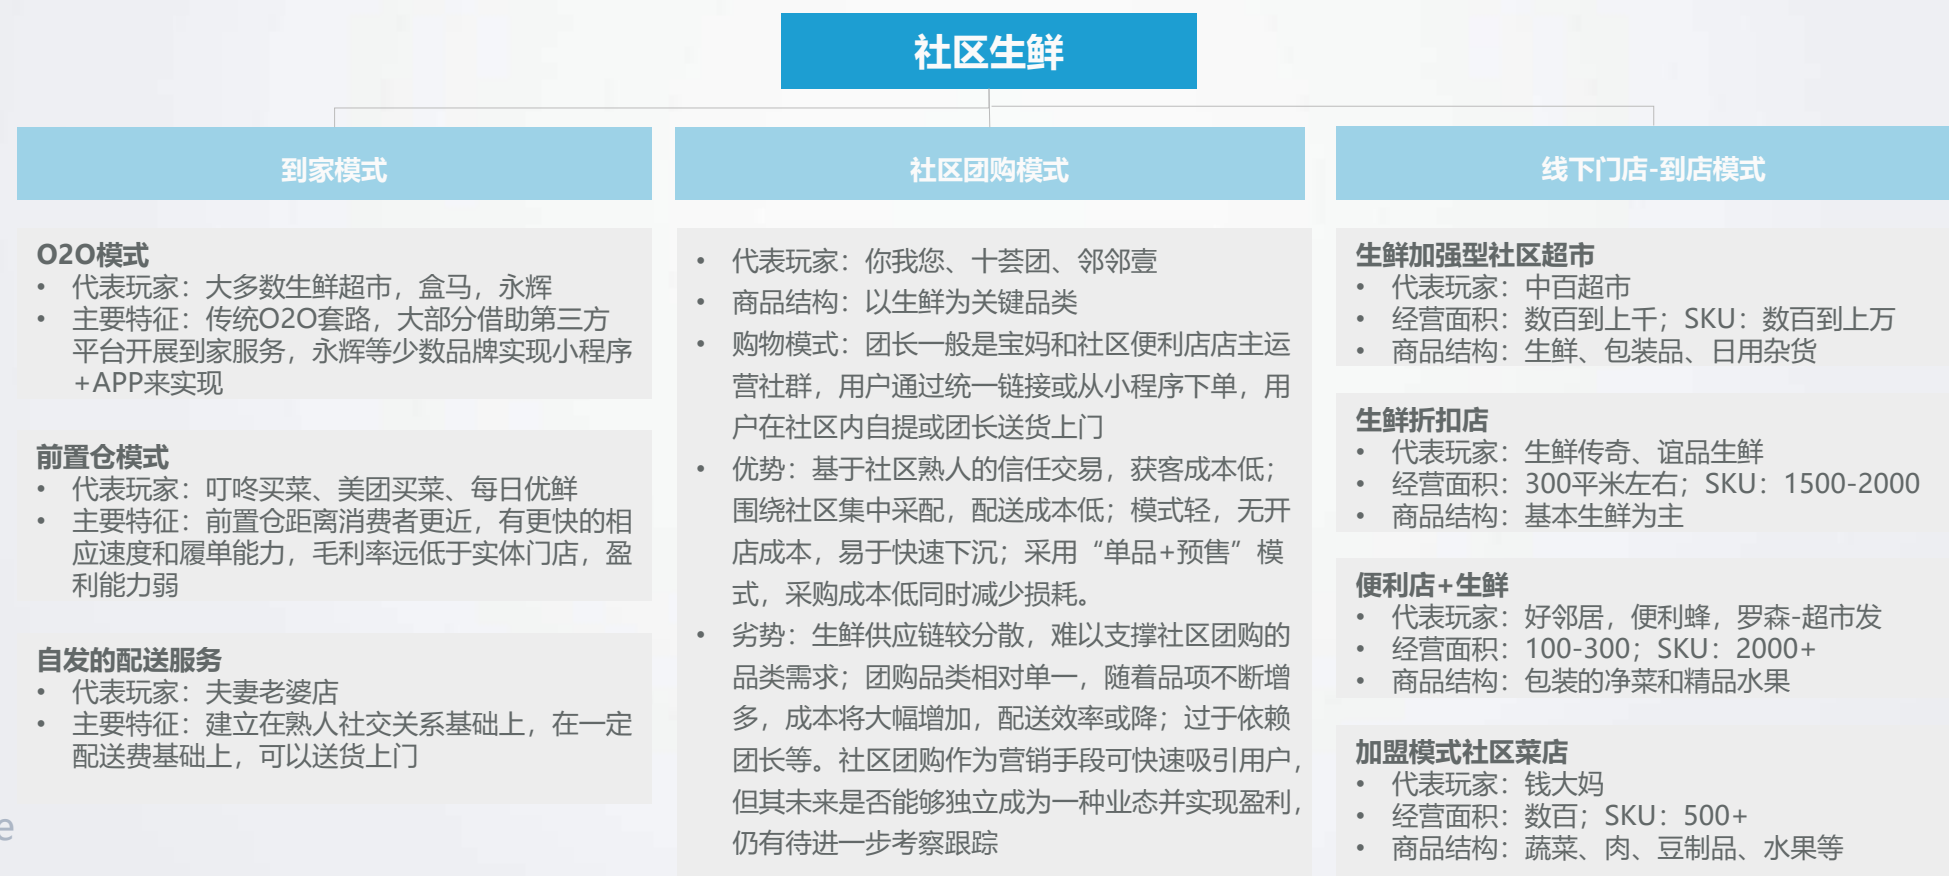 社区生鲜
到家模式
O2O模式
• 代表玩家：大多数生鲜超市，盒马，永辉
• 主要特征：传统O2O套路，大部分借助第三方
平台开展到家服务，永辉等少数品牌实现小程序
+APP来实现
前置仓模式
• 代表玩家：叮咚买菜、美团买菜、每日优鲜
• 主要特征：前置仓距离消费者更近，有更快的相
应速度和履单能力，毛利率远低于实体门店，盈
利能力弱
自发的配送服务
• 代表玩家：夫妻老婆店
• 主要特征：建立在熟人社交关系基础上，在一定
配送费基础上，可以送货上门
社区团购模式
• 代表玩家：你我您、十荟团、邻邻壹
• 商品结构：以生鲜为关键品类
• 购物模式：团长一般是宝妈和社区便利店店主运
营社群，用户通过统一链接或从小程序下单，用
户在社区内自提或团长送货上门
• 优势：基于社区熟人的信任交易，获客成本低；
围绕社区集中采配，配送成本低；模式轻，无开
店成本，易于快速下沉；采用“单品+预售”模
式，采购成本低同时减少损耗。
• 劣势：生鲜供应链较分散，难以支撑社区团购的
品类需求；团购品类相对单一，随着品项不断增
多，成本将大幅增加，配送效率或降；过于依赖
团长等。社区团购作为营销手段可快速吸引用户，
但其未来是否能够独立成为一种业态并实现盈利，
仍有待进一步考察跟踪
线下门店-到店模式
生鲜加强型社区超市
• 代表玩家：中百超市
• 经营面积：数百到上千；SKU：数百到上万
• 商品结构：生鲜、包装品、日用杂货
生鲜折扣店
• 代表玩家：生鲜传奇、谊品生鲜
• 经营面积：300平米左右；SKU：1500-2000
• 商品结构：基本生鲜为主
便利店+生鲜
• 代表玩家：好邻居，便利蜂，罗森-超市发
• 经营面积：100-300；SKU：2000+
• 商品结构：包装的净菜和精品水果
加盟模式社区菜店
• 代表玩家：钱大妈
• 经营面积：数百；SKU：500+
• 商品结构：蔬菜、肉、豆制品、水果等
e